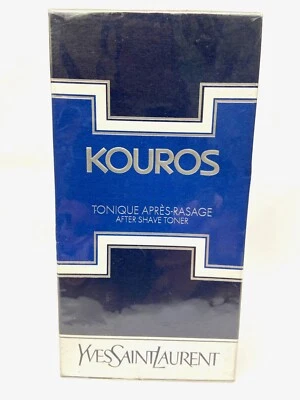 KOUROS
TONIQUE APRÈS-RASAGE
AFTER SHAVE TONER
YVESSAINTLAURENT